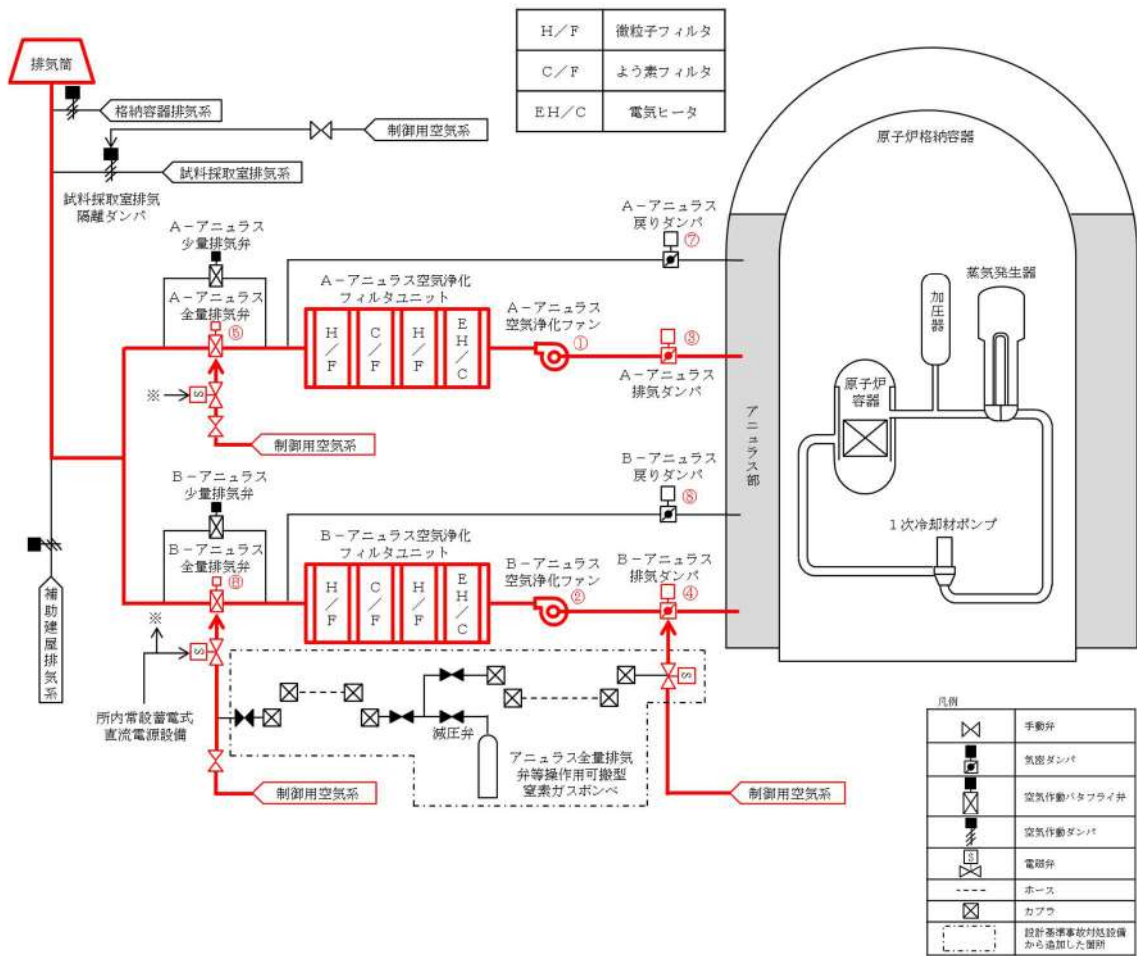 H/F 微粒子フィルタ
C/F よう素フィルタ
EH/C 電気ヒータ
排気筒
格納容器排気系
制御用空気系
試料採取室排気系
試料採取室排気
隔離ダンパ
原子炉格納容器
A-アニュラス
戻りダンパ
⑦
A-アニュラス
少量排気弁
A-アニュラス
全量排気弁
⑤
A-アニュラス空気浄化
フィルタユニット
H/F
C/F
H/F
EH/C
A-アニュラス
空気浄化ファン
①
③
A-アニュラス
排気ダンパ
※
S
制御用空気系
蒸気発生器
加圧器
原子炉
容器
アニュラス部
1次冷却材ポンプ
B-アニュラス
戻りダンパ
⑧
B-アニュラス
少量排気弁
B-アニュラス
全量排気弁
⑥
B-アニュラス空気浄化
フィルタユニット
H/F
C/F
H/F
EH/C
B-アニュラス
空気浄化ファン
②
B-アニュラス
排気ダンパ
④
補助建屋排気系
※
S
S
所内常設蓄電式
直流電源設備
減圧弁
アニュラス全量排気
弁等操作用可搬型
窒素ガスボンベ
制御用空気系
制御用空気系
凡例
手動弁
気密ダンパ
空気作動バタフライ弁
空気作動ダンパ
S 電磁弁
ホース
カプラ
設計基準事故対処設備
から追加した箇所